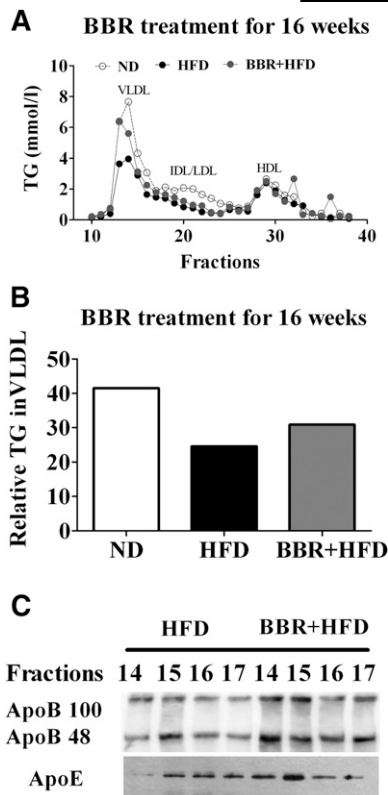 A
BBR treatment for 16 weeks
ND HFD BBR+HFD
TG (mmol/l)
10
8
6
4
2
0
VLDL
IDL/LDL
HDL
10 20 30 40
Fractions
B
BBR treatment for 16 weeks
Relative TG inVLDL
50
40
30
20
10
0
ND HFD BBR+HFD
C
HFD BBR+HFD
Fractions 14 15 16 17 14 15 16 17
ApoB 100
ApoB 48
ApoE